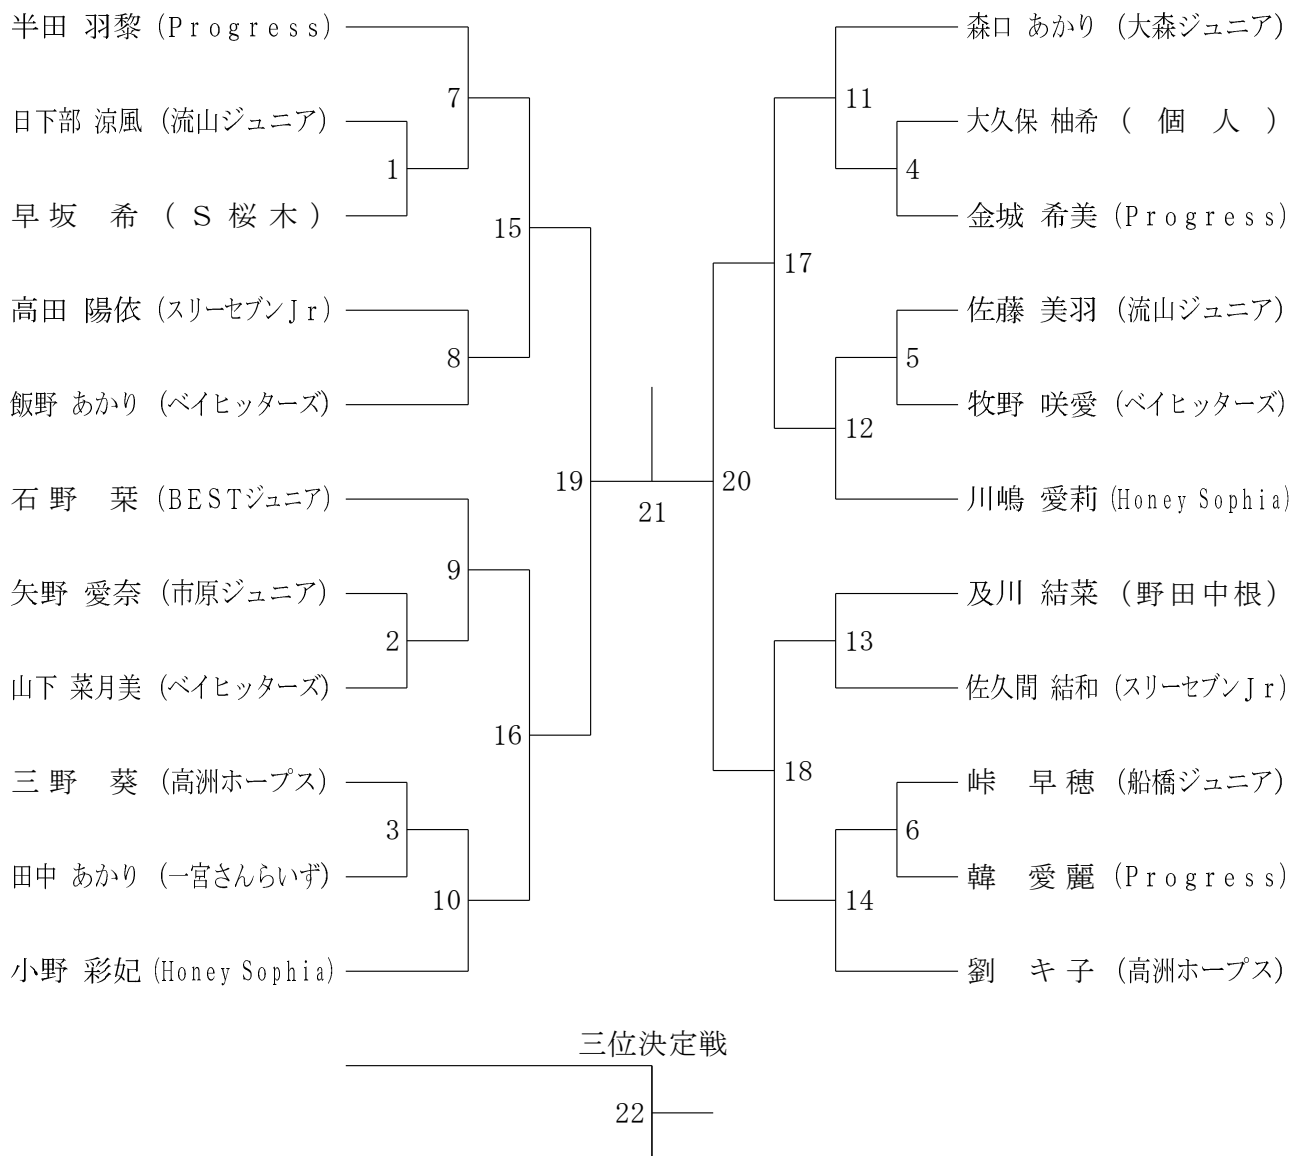 半田 羽黎 (Progress)
7
日下部 涼風 (流山ジュニア)
1
早坂 希 (S桜木)
15
高田 陽依 (スリーセブンJr)
8
飯野 あかり (ベイヒッターズ)
19
石野 栞 (BESTジュニア)
9
矢野 愛奈 (市原ジュニア)
2
山下 菜月美 (ベイヒッターズ)
16
三野 葵 (高洲ホープス)
3
田中 あかり (一宮さんらいず)
10
小野 彩妃 (Honey Sophia)
21
森口 あかり (大森ジュニア)
11
大久保 柚希 (個人)
4
金城 希美 (Progress)
17
佐藤 美羽 (流山ジュニア)
5
牧野 咲愛 (ベイヒッターズ)
12
20
川嶋 愛莉 (Honey Sophia)
及川 結菜 (野田中根)
13
佐久間 結和 (スリーセブンJr)
18
峠 早穂 (船橋ジュニア)
6
韓 愛麗 (Progress)
14
劉 キ子 (高洲ホープス)
三位決定戦
22